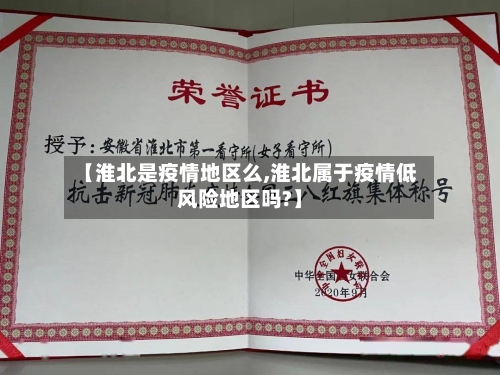 荣誉证书
授予：安徽省淮北市第一看守所（女子看守所）
【淮北是疫情地区么,淮北属于疫情低
风险地区吗?】
抗击新冠肺
八红旗集体称号
中华全国妇女联合会
2020年9月